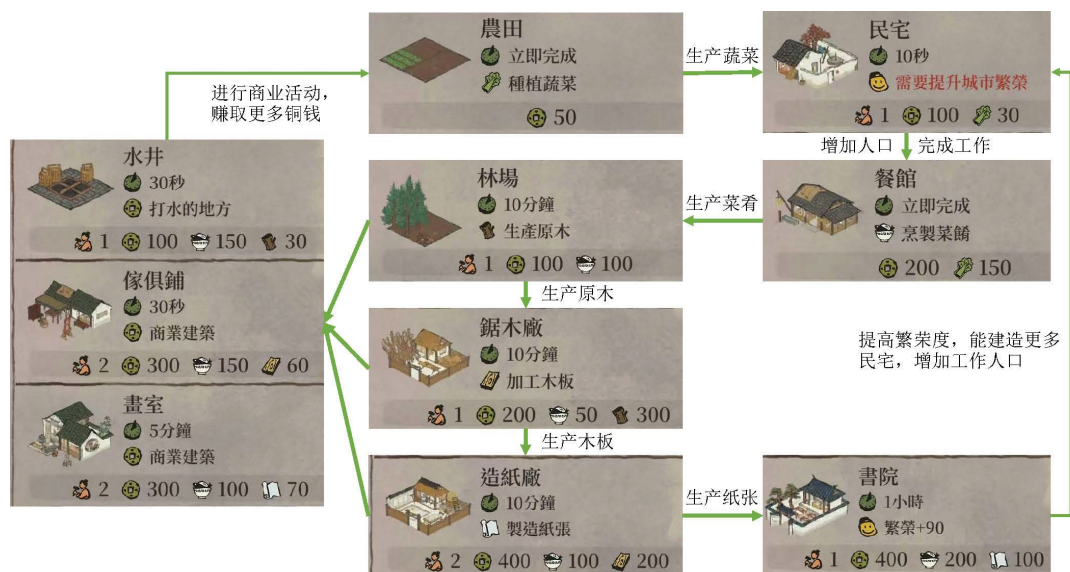 農田
立即完成
種植蔬菜
50
生产蔬菜
民宅
10秒
需要提升城市繁榮
1 100 30
进行商业活动，
赚取更多铜钱
增加人口 完成工作
水井
30秒
打水的地方
1 100 150 30
林場
10分鐘
生產原木
1 100 100
生产菜肴
餐館
立即完成
烹製菜餚
200 150
生产原木
傢俱鋪
30秒
商業建築
2 300 150 60
鋸木廠
10分鐘
加工木板
1 200 50 300
提高繁荣度，能建造更多
民宅，增加工作人口
生产木板
畫室
5分鐘
商業建築
2 300 100 70
造紙廠
10分鐘
製造紙張
2 400 100 200
生产纸张
書院
1小時
繁榮+90
1 400 200 100